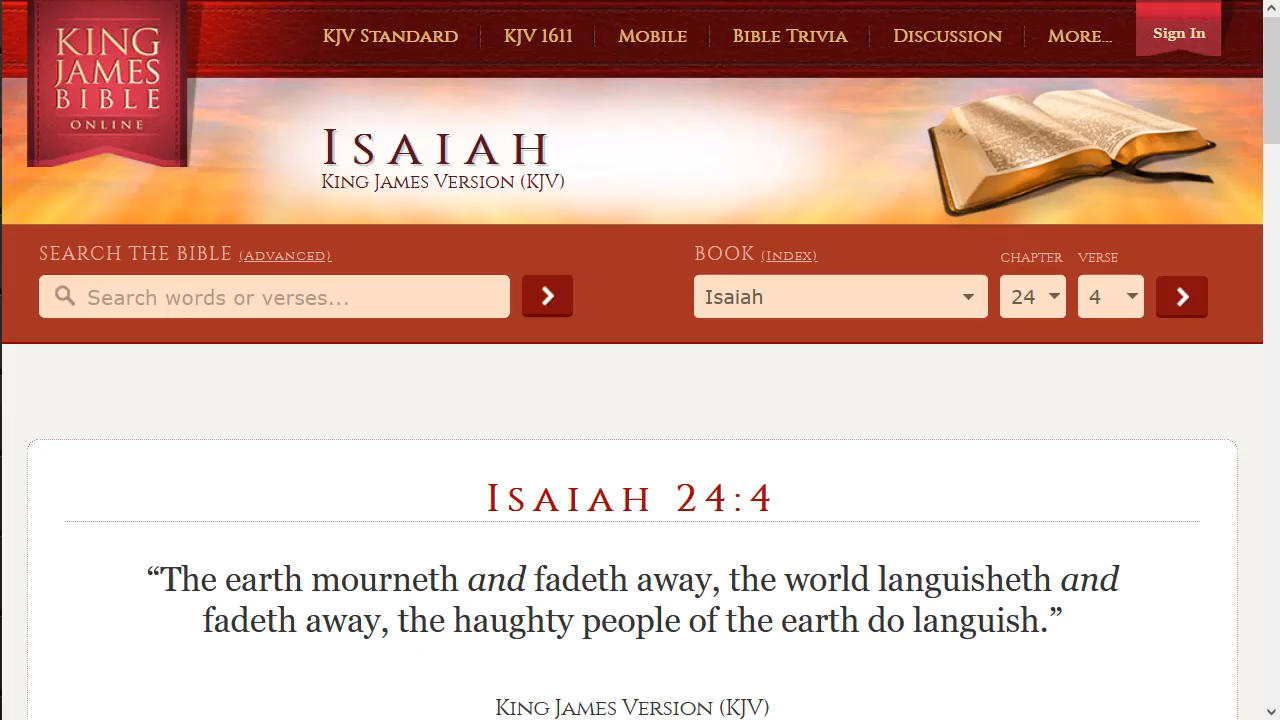 KING
JAMES
BIBLE
ONLINE
KJV Standard
KJV 1611
Mobile
Bible Trivia
Discussion
More...
Sign In
Isaiah
King James Version (KJV)
SEARCH THE BIBLE (Advanced)
Search words or verses...
BOOK (Index)
Isaiah
CHAPTER
24
VERSE
4
Isaiah 24:4
“The earth mourneth and fadeth away, the world languisheth and
fadeth away, the haughty people of the earth do languish.”
King James Version (KJV)